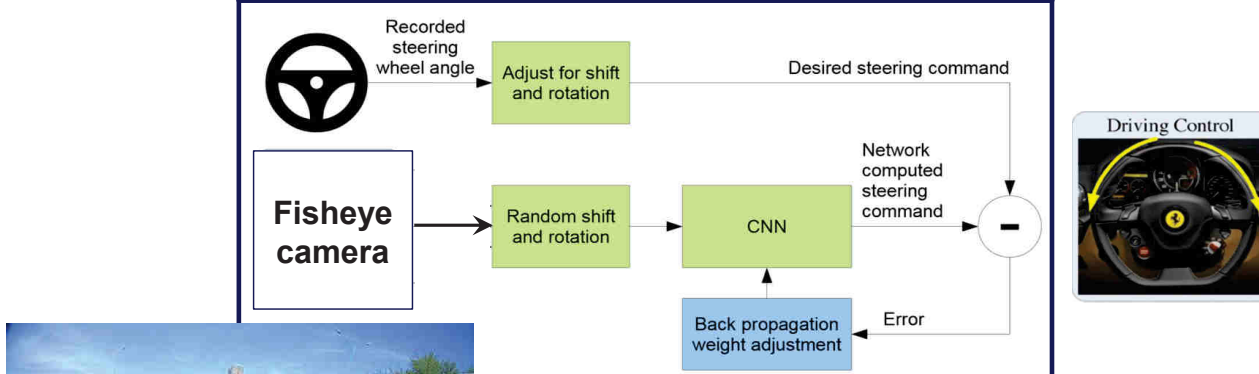 Recorded
steering
wheel angle
Adjust for shift
and rotation
Desired steering command
Driving Control
Fisheye
camera
Random shift
and rotation
CNN
Network
computed
steering
command
-
Back propagation
weight adjustment
Error